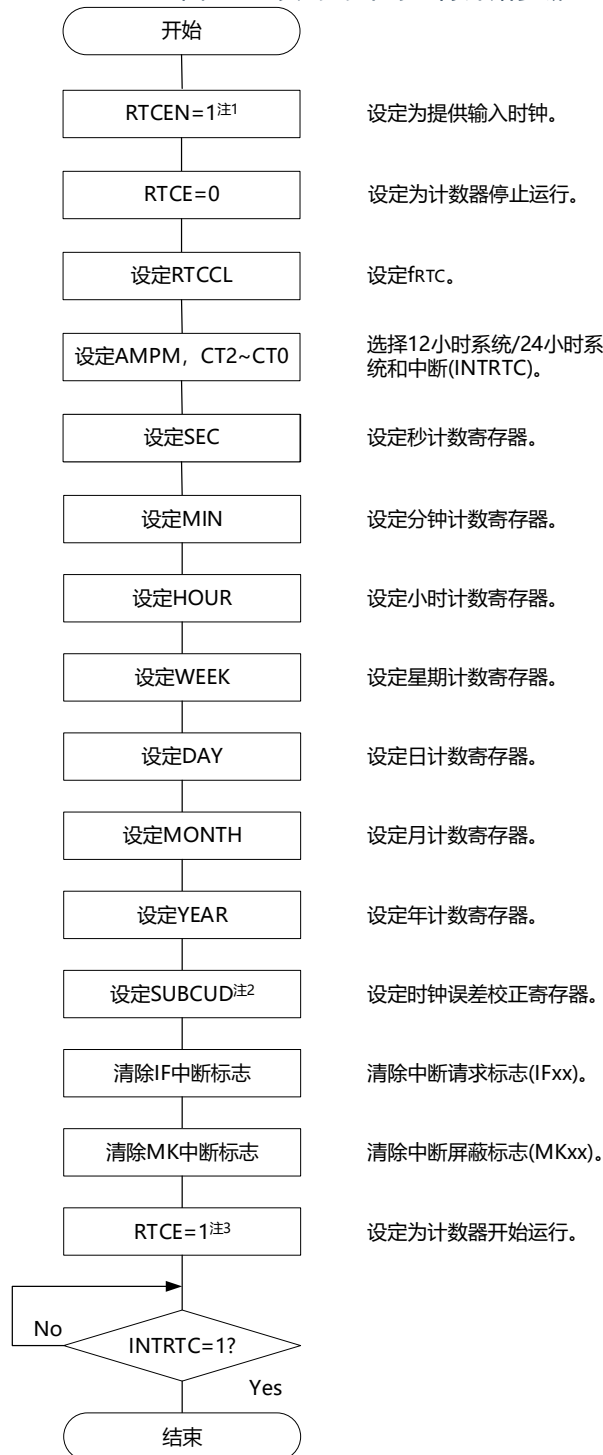 开始
RTCEN=1注1
设定为提供输入时钟。
RTCE=0
设定为计数器停止运行。
设定RTCCL
设定fRTC。
设定AMPM，CT2~CT0
选择12小时系统/24小时系
统和中断(INTRTC)。
设定SEC
设定秒计数寄存器。
设定MIN
设定分钟计数寄存器。
设定HOUR
设定小时计数寄存器。
设定WEEK
设定星期计数寄存器。
设定DAY
设定日计数寄存器。
设定MONTH
设定月计数寄存器。
设定YEAR
设定年计数寄存器。
设定SUBCUD注2
设定时钟误差校正寄存器。
清除IF中断标志
清除中断请求标志(IFxx)。
清除MK中断标志
清除中断屏蔽标志(MKxx)。
RTCE=1注3
设定为计数器开始运行。
No
INTRTC=1?
Yes
结束